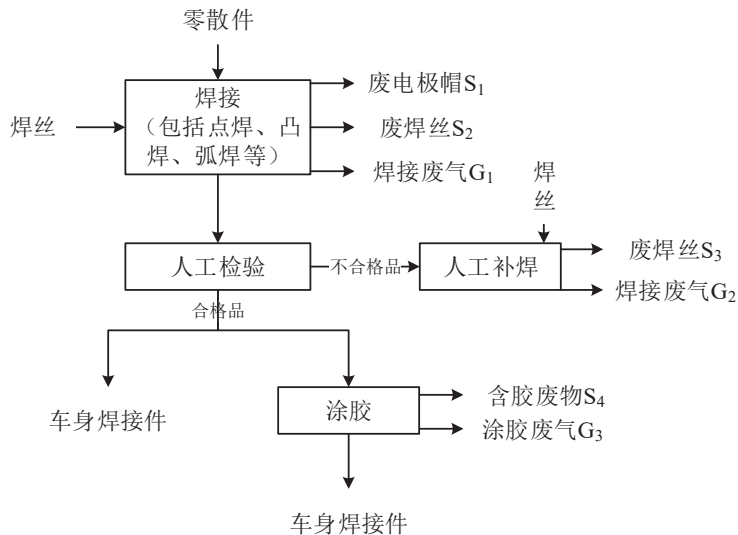 零散件
焊接
（包括点焊、凸
焊、弧焊等）
焊丝
废电极帽S₁
废焊丝S₂
焊接废气G₁
焊
丝
人工检验
不合格品
人工补焊
废焊丝S₃
焊接废气G₂
合格品
车身焊接件
涂胶
含胶废物S₄
涂胶废气G₃
车身焊接件